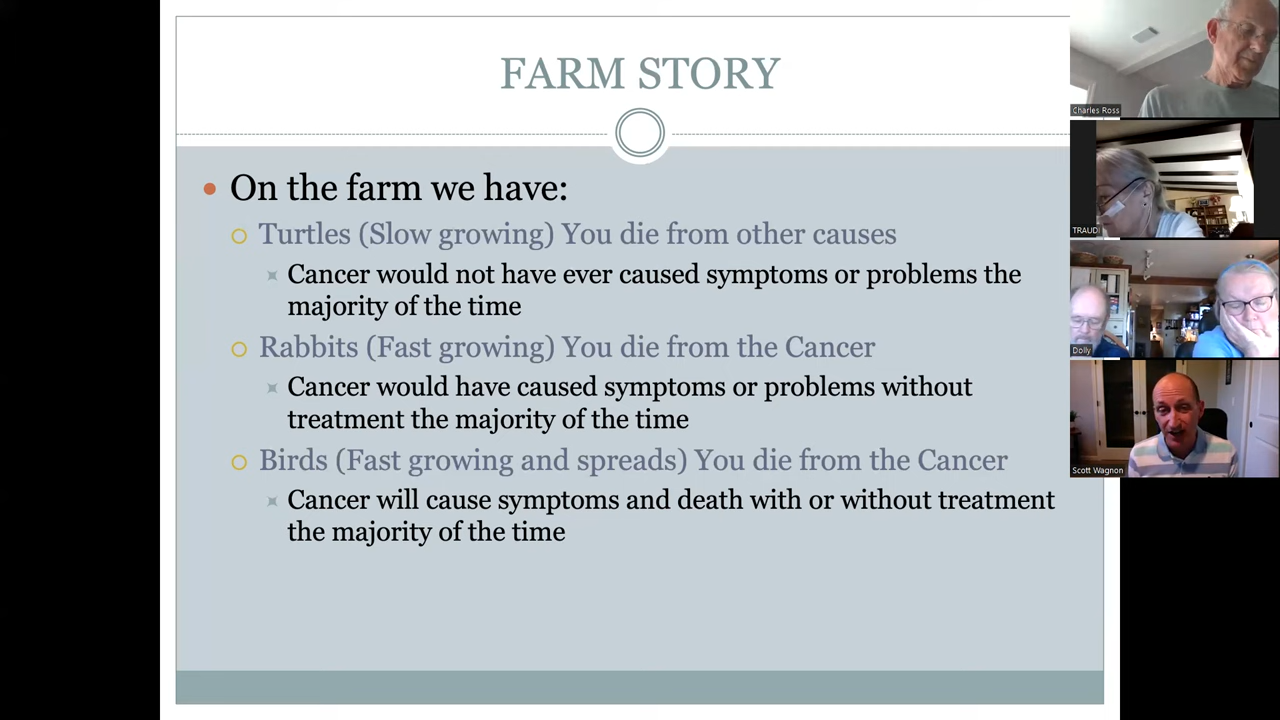 FARM STORY
On the farm we have:
Turtles (Slow growing) You die from other causes
Cancer would not have ever caused symptoms or problems the
majority of the time
Rabbits (Fast growing) You die from the Cancer
Cancer would have caused symptoms or problems without
treatment the majority of the time
Birds (Fast growing and spreads) You die from the Cancer
Cancer will cause symptoms and death with or without treatment
the majority of the time
Charles Ross
TRAUDI
Dolly
Scott Wagnon